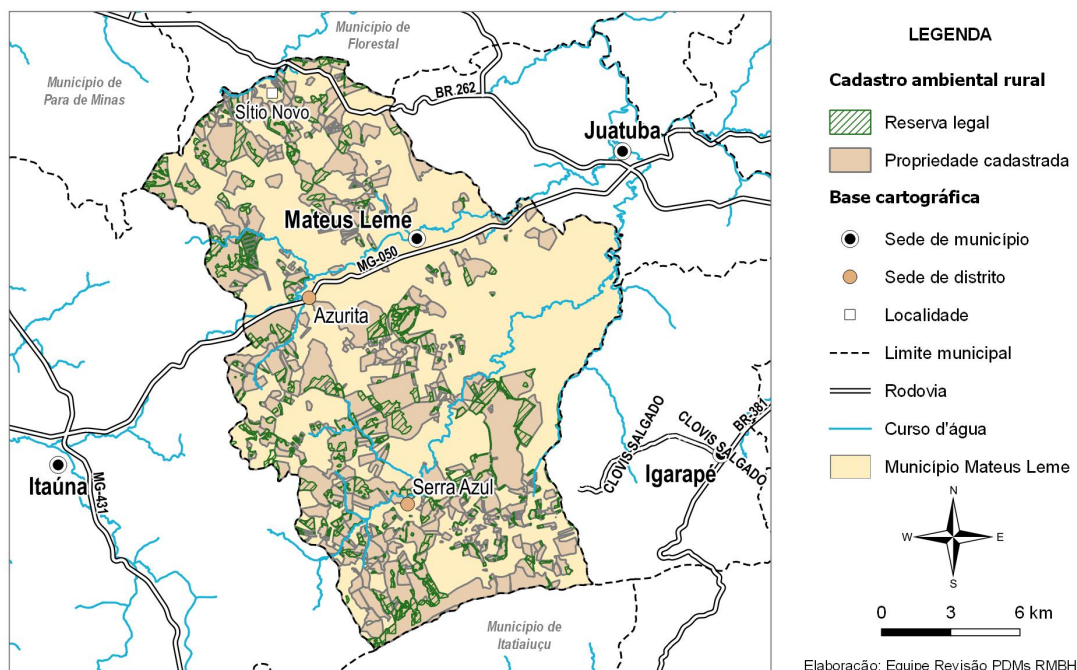 Município de
Florestal
Município de
Para de Minas
BR 262
Sítio Novo
Juatuba
Mateus Leme
MG-050
Azurita
CLOVIS SALGADO
CLOVIS SALGADO
BR-381
Igarapé
Itaúna
MG-431
Serra Azul
Município de
Itatiaiuçu
LEGENDA
Cadastro ambiental rural
Reserva legal
Propriedade cadastrada
Base cartográfica
Sede de município
Sede de distrito
Localidade
Limite municipal
Rodovia
Curso d'água
Município Mateus Leme
N
W
E
S
0 3 6 km
Elaboração: Equipe Revisão PDMs RMBH